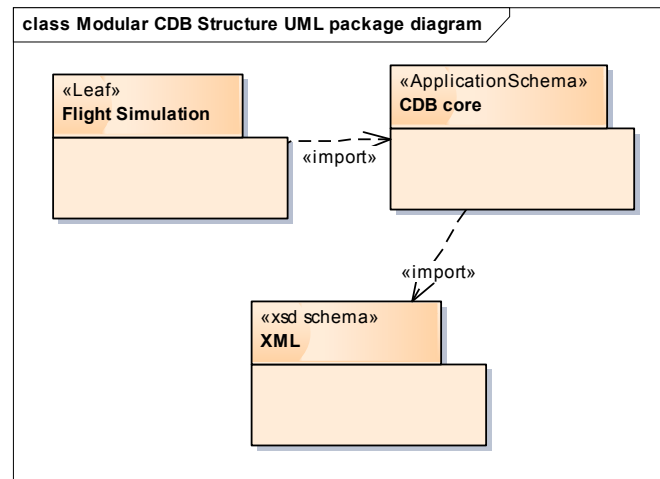 class Modular CDB Structure UML package diagram
«Leaf»
Flight Simulation
«ApplicationSchema»
CDB core
«import»
«import»
«xsd schema»
XML